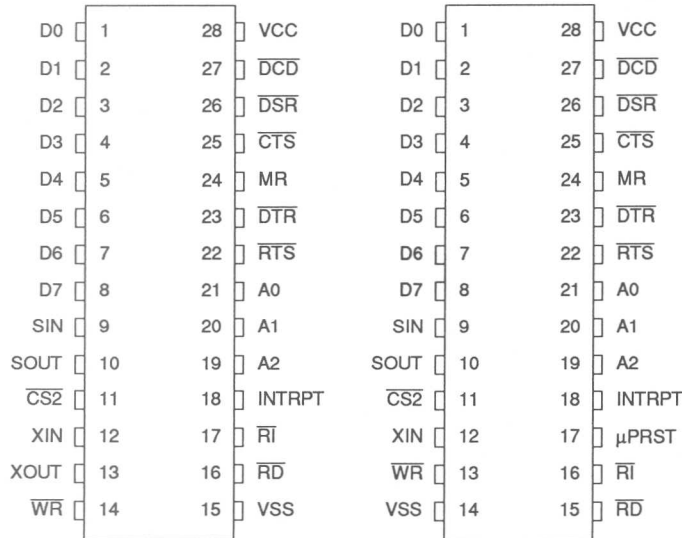 D0 1 28 VCC D0 1 28 VCC
D1 2 27 DCD D1 2 27 DCD
D2 3 26 DSR D2 3 26 DSR
D3 4 25 CTS D3 4 25 CTS
D4 5 24 MR D4 5 24 MR
D5 6 23 DTR D5 6 23 DTR
D6 7 22 RTS D6 7 22 RTS
D7 8 21 A0 D7 8 21 A0
SIN 9 20 A1 SIN 9 20 A1
SOUT 10 19 A2 SOUT 10 19 A2
CS2 11 18 INTRPT CS2 11 18 INTRPT
XIN 12 17 RI XIN 12 17 μPRST
XOUT 13 16 RD WR 13 16 RI
WR 14 15 VSS VSS 14 15 RD